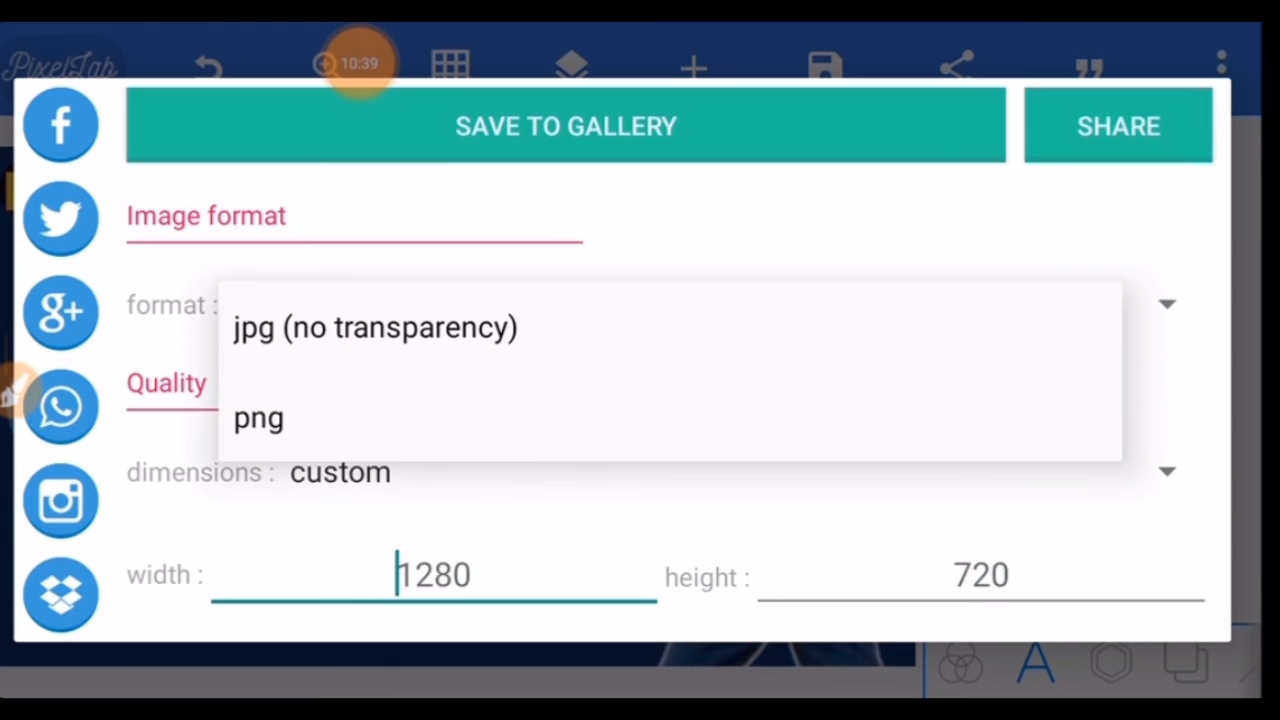 PixelLab
10:39
SAVE TO GALLERY
SHARE
Image format
format :
jpg (no transparency)
Quality
png
dimensions : custom
width : 1280 height : 720